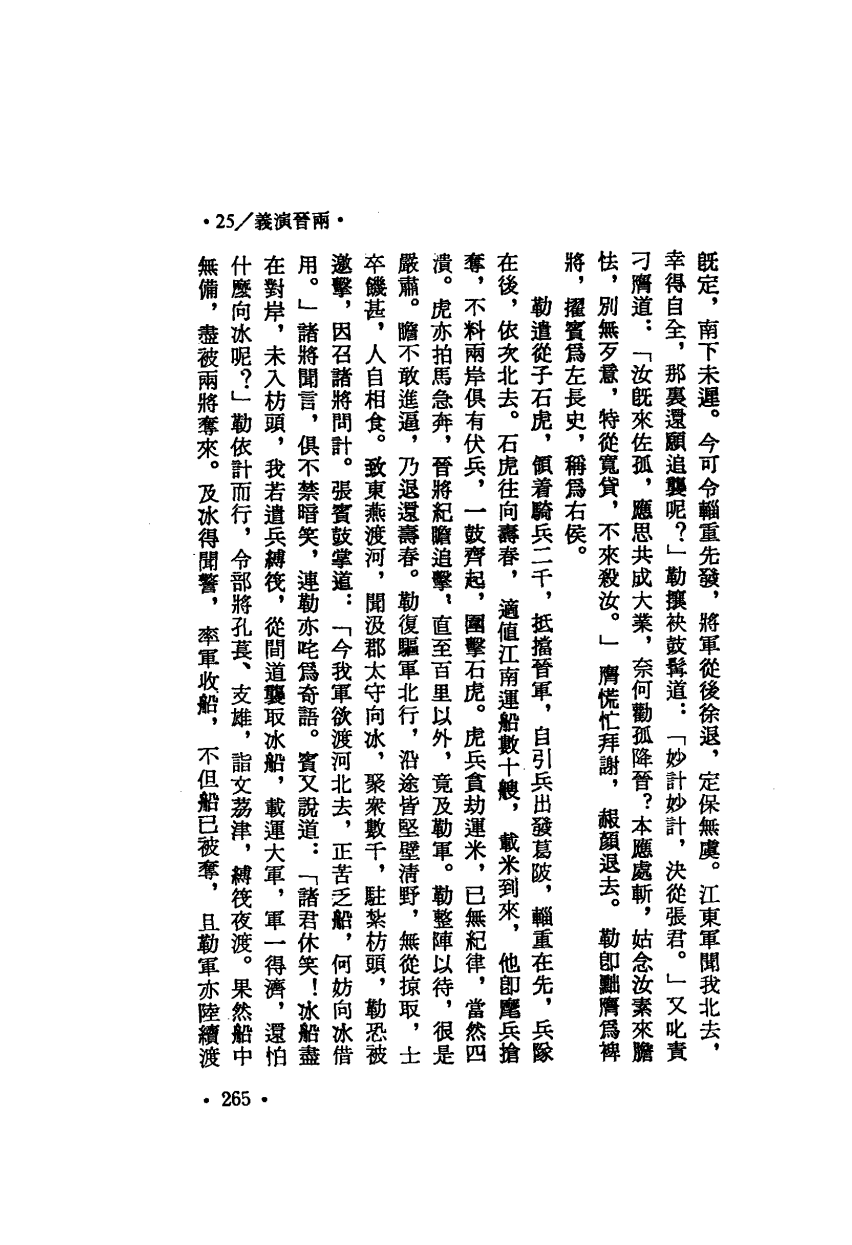 •25／義演晉兩•
既定，南下未遲。今可令輜重先發，將軍從後徐退，定保無虞。江東軍聞我北去，
幸得自全，那裏還願追襲呢？」勒攘袂鼓髯道：「妙計妙計，決從張君。」又叱責
刁膺道：「汝既來佐孤，應思共成大業，奈何勸孤降晉？本應處斬，姑念汝素來膽
怯，別無歹意，特從寬貸，不來殺汝。」膺慌忙拜謝，赧顏退去。勒即黜膺爲裨
將，擢賓爲左長史，稱爲右侯。
勒遣從子石虎，領着騎兵二千，抵擋晉軍，自引兵出發葛陂，輜重在先，兵隊
在後，依次北去。石虎往向壽春，適値江南運船數十艘，載米到來，他卽麾兵搶
奪，不料兩岸俱有伏兵，一鼓齊起，圍擊石虎。虎兵貪劫運米，已無紀律，當然四
潰。虎亦拍馬急奔，晉將紀瞻追擊，直至百里以外，竟及勒軍。勒整陣以待，很是
嚴肅。瞻不敢進逼，乃退還壽春。勒復驅軍北行，沿途皆堅壁清野，無從掠取，士
卒饑甚，人自相食。致東燕渡河，聞汲郡太守向冰，聚衆數千，駐紮枋頭，勒恐被
邀擊，因召諸將問計。張賓鼓掌道：「今我軍欲渡河北去，正苦乏船，何妨向冰借
用。」諸將聞言，俱不禁暗笑，連勒亦咤爲奇語。賓又說道：「諸君休笑！冰船盡
在對岸，未入枋頭，我若遣兵縛筏，從間道襲取冰船，載運大軍，軍一得濟，還怕
什麼向冰呢？」勒依計而行，令部將孔萇、支雄，詣文荔津，縛筏夜渡。果然船中
無備，盡被兩將奪來。及冰得聞警，率軍收船，不但船已被奪，且勒軍亦陸續渡
•265•